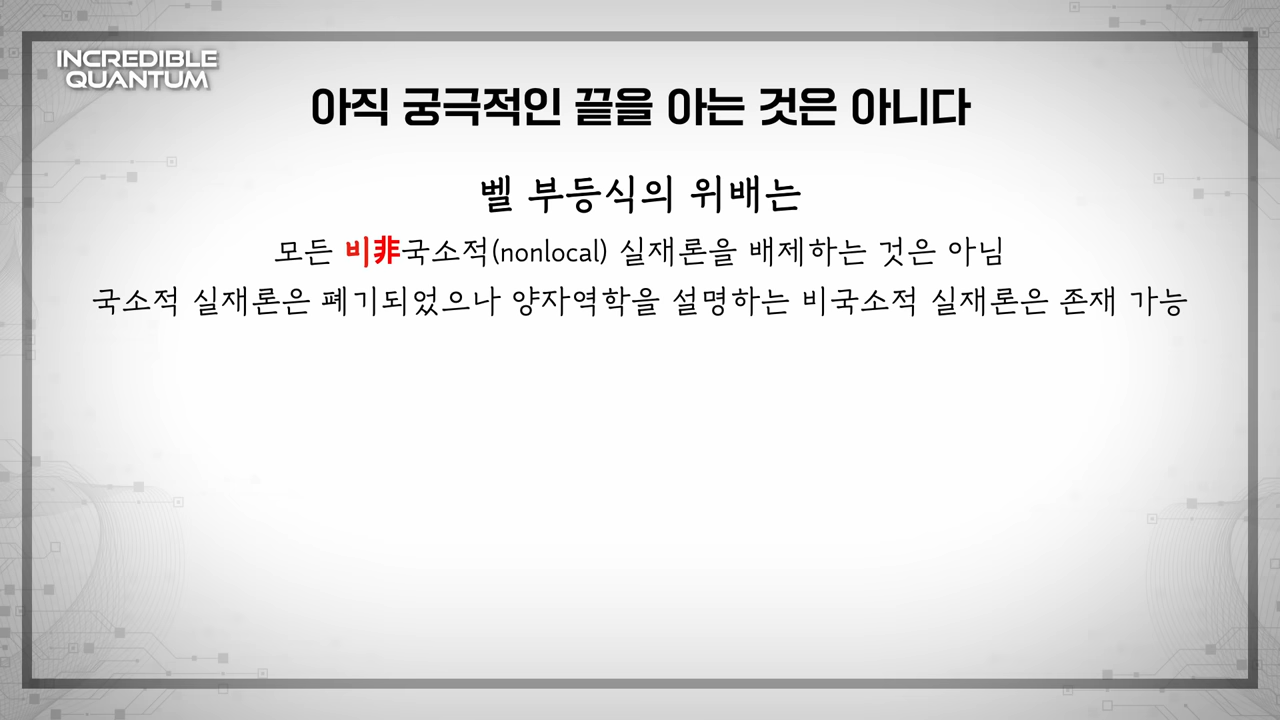 INCREDIBLE
QUANTUM
아직 궁극적인 끝을 아는 것은 아니다
벨 부등식의 위배는
모든 비非국소적(nonlocal) 실재론을 배제하는 것은 아님
국소적 실재론은 폐기되었으나 양자역학을 설명하는 비국소적 실재론은 존재 가능